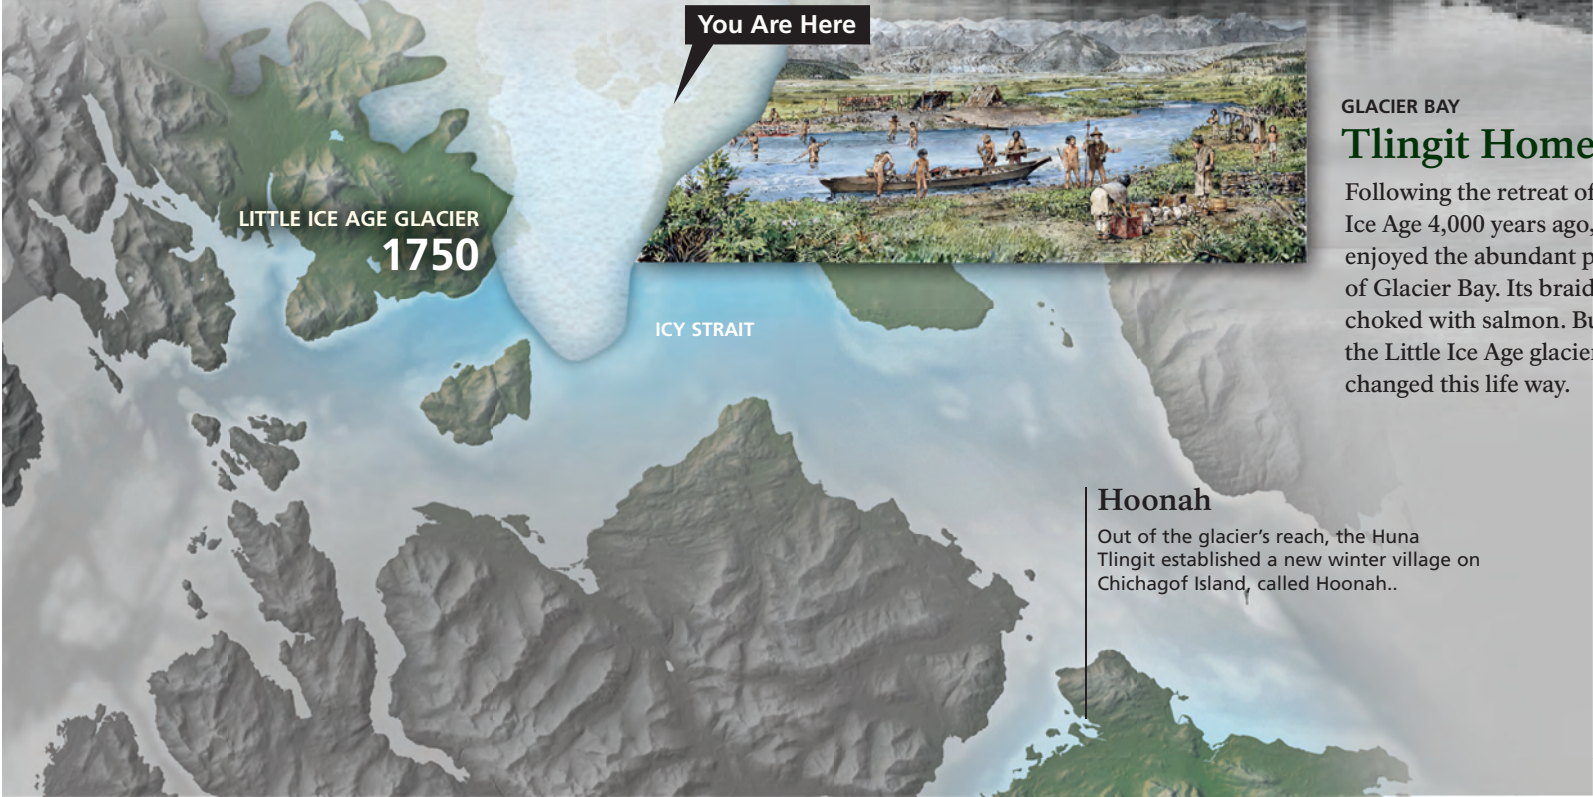 You Are Here
GLACIER BAY
Tlingit Home
Following the retreat of
Ice Age 4,000 years ago,
enjoyed the abundant
of Glacier Bay. Its
choked with salmon.
the Little Ice Age
changed this life way.
LITTLE ICE AGE GLACIER
1750
ICY STRAIT
Hoonah
Out of the glacier’s reach, the Huna
Tlingit established a new winter village on
Chichagof Island, called Hoonah..